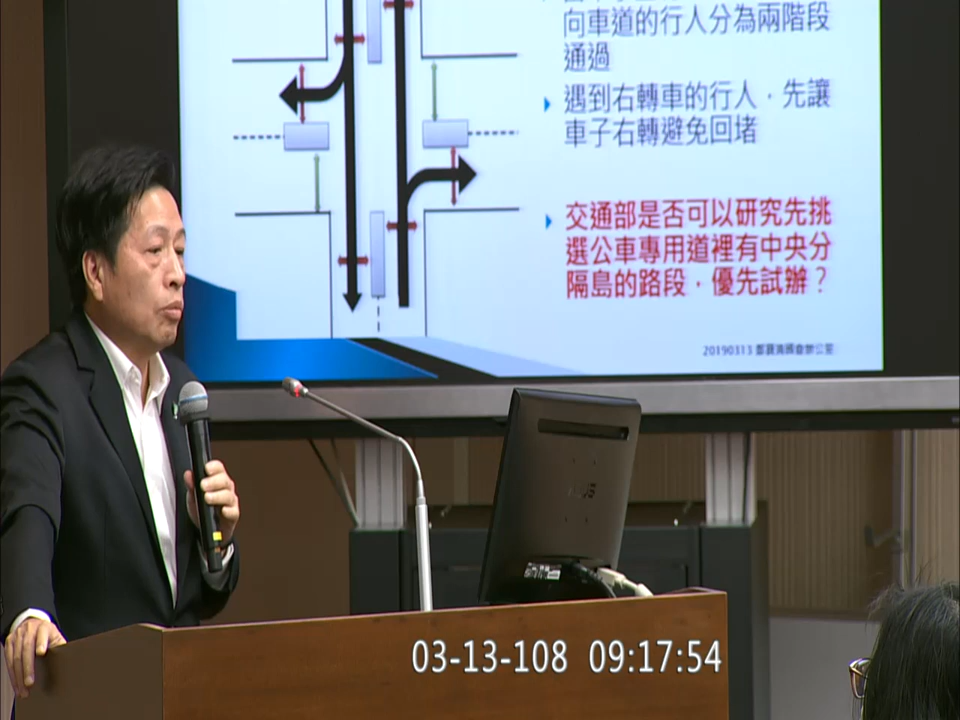 向車道的行人分為兩階段
通過
遇到右轉車的行人，先讓
車子右轉避免回堵
交通部是否可以研究先挑
選公車專用道裡有中央分
隔島的路段，優先試辦？
20190313 鄭寶清國會辦公室
03-13-108 09:17:54